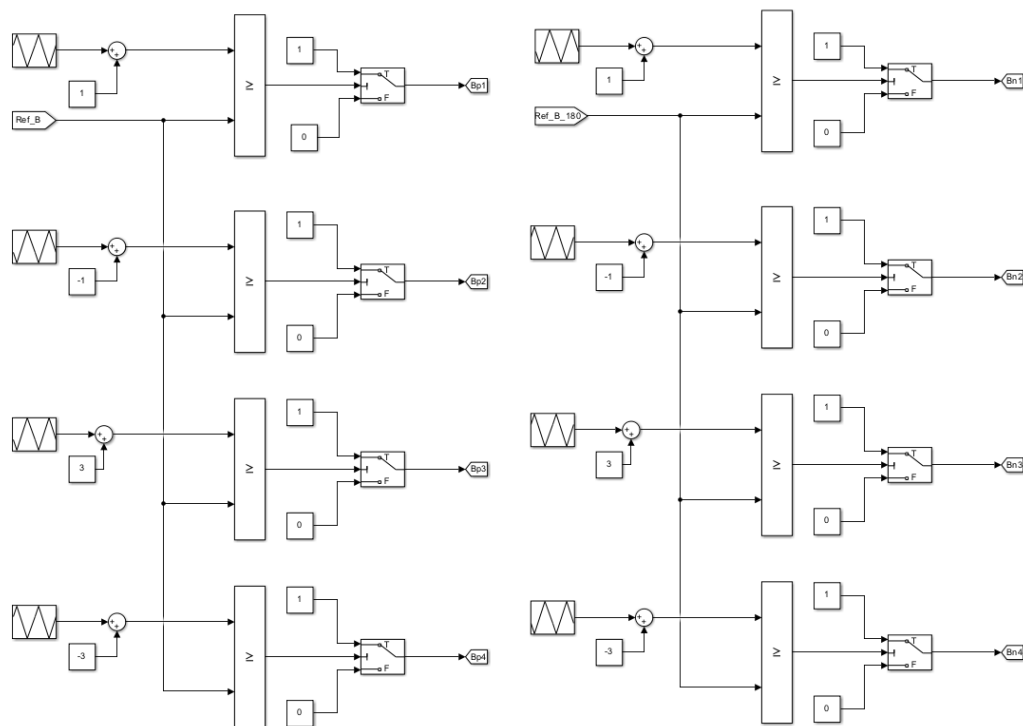 1
1
≥
T
F
Bp1
Ref_B
0
1
1
≥
T
F
Bn1
Ref_B_180
0
1
-1
≥
T
F
Bp2
0
1
-1
≥
T
F
Bn2
0
1
3
≥
T
F
Bp3
0
1
3
≥
T
F
Bn3
0
1
-3
≥
T
F
Bp4
0
1
-3
≥
T
F
Bn4
0